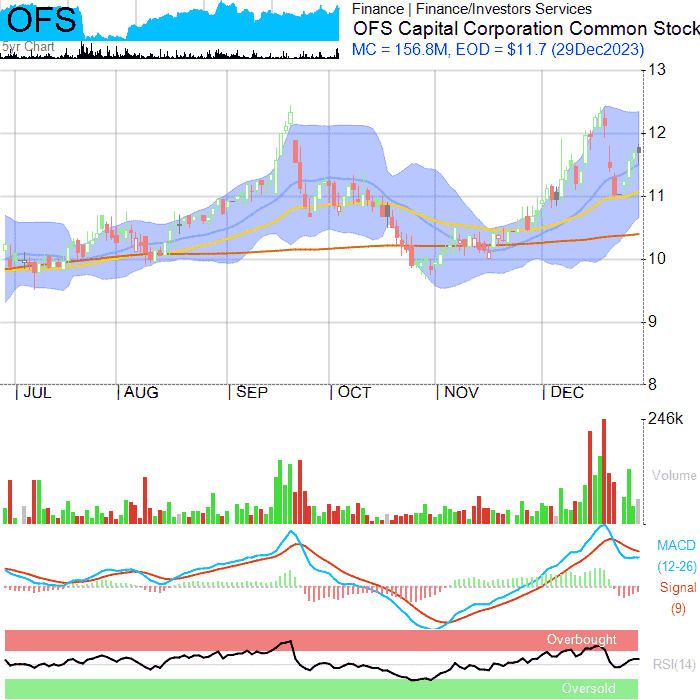 OFS
5yr Chart
Finance | Finance/Investors Services
OFS Capital Corporation Common Stock
MC = 156.8M, EOD = $11.7 (29Dec2023)
13
12
11
10
9
8
JUL
AUG
SEP
OCT
NOV
DEC
246k
Volume
MACD
(12-26)
Signal
(9)
Overbought
RSI(14)
Oversold